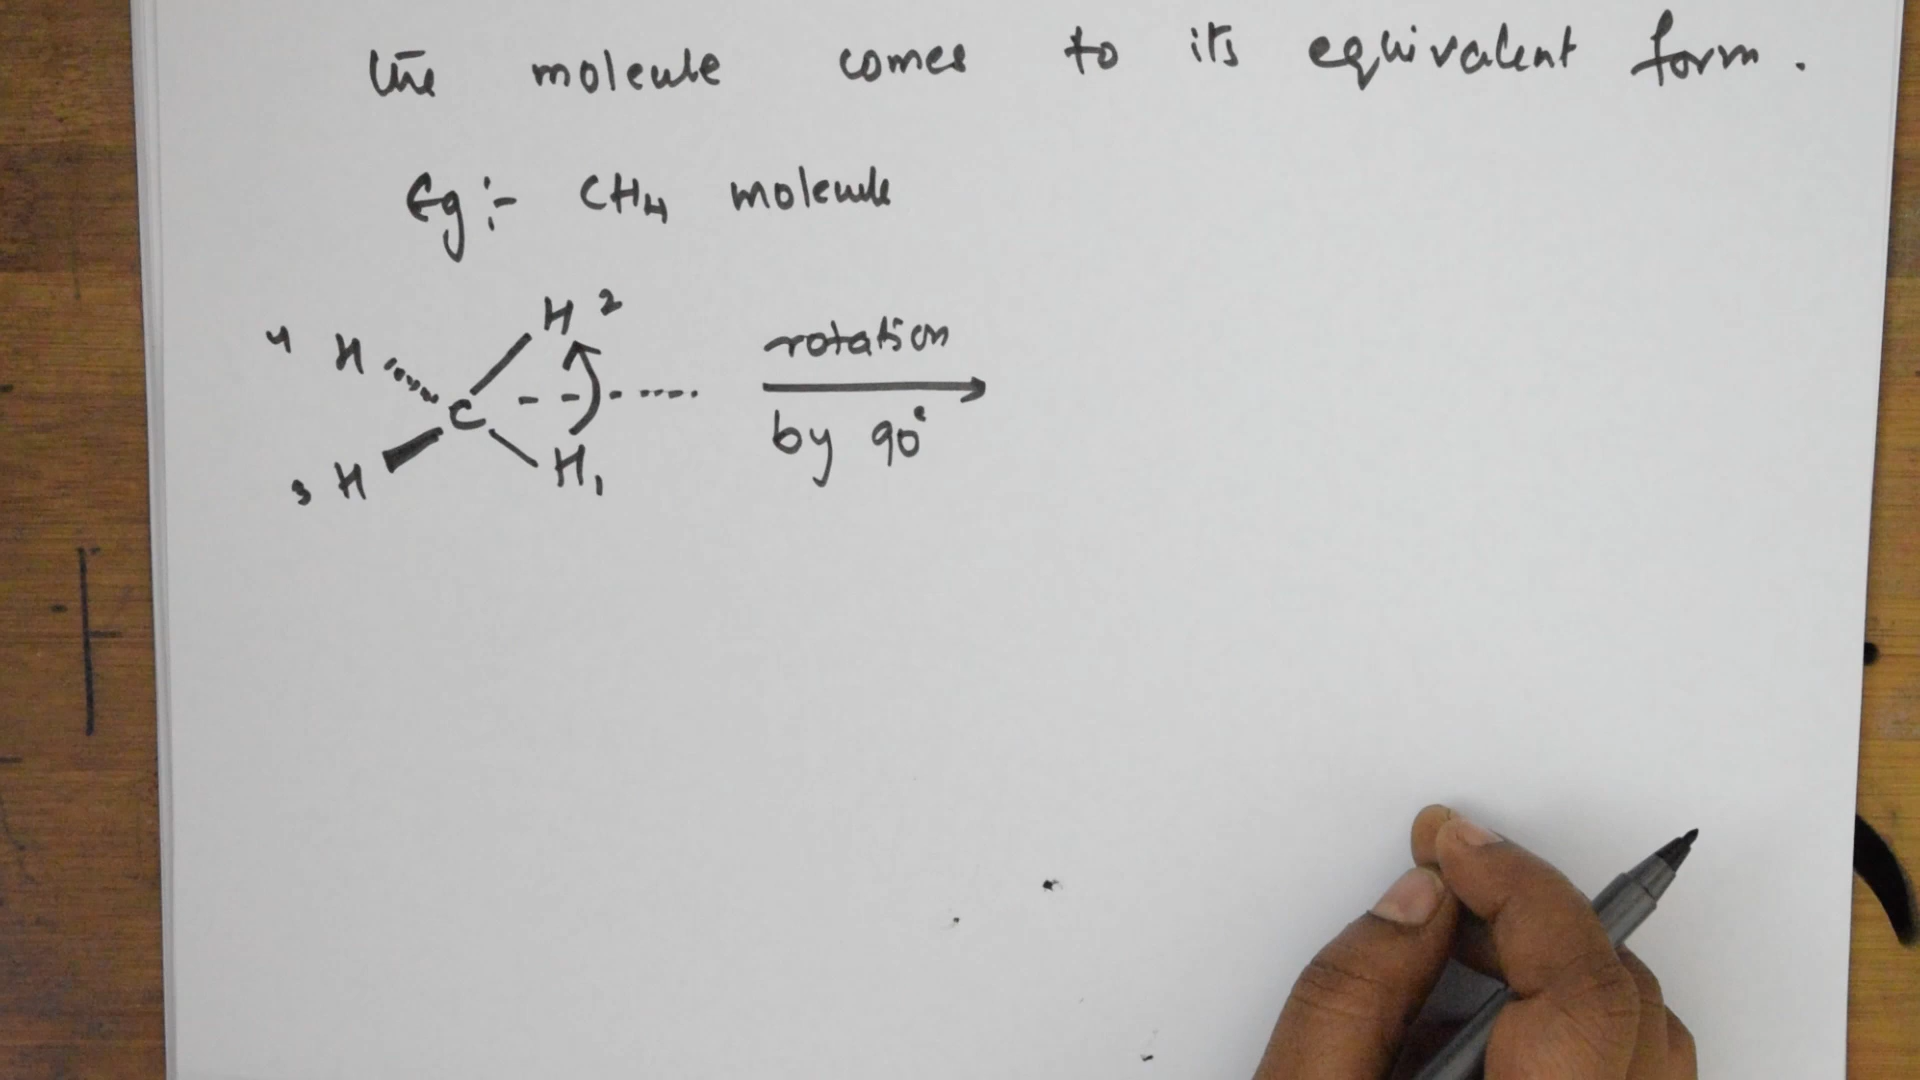 the molecule comes to its equivalent form.
Eg:- CH4 molecule
H 2
4 H
C
3 H
H1
rotation
by 90°